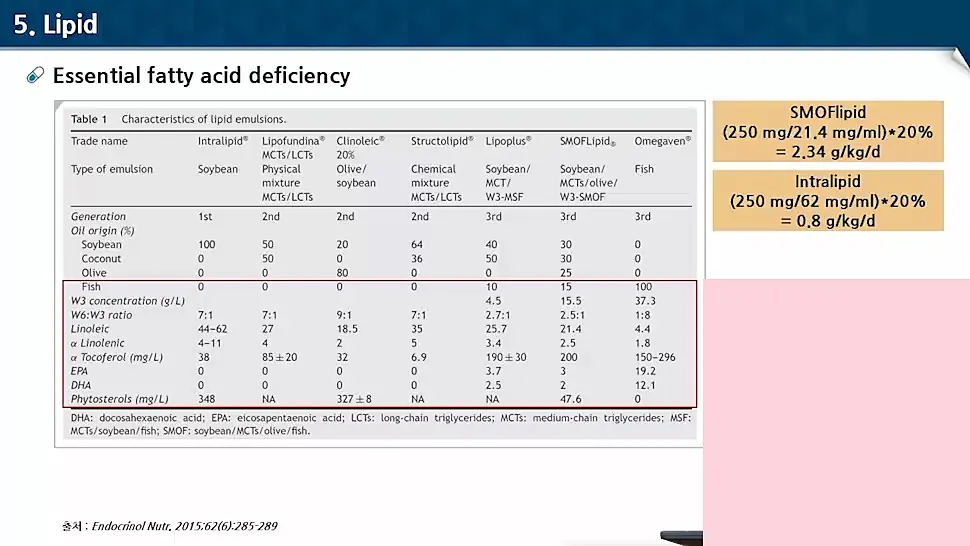 5. Lipid
Essential fatty acid deficiency
Table 1 Characteristics of lipid emulsions.
Trade name Intralipid® Lipofundina® MCTs/LCTs Clinoleic® 20% Structolipid® Lipoplus® SMOFLipid® Omegaven®
Type of emulsion Soybean Physical mixture MCTs/LCTs Olive/soybean Chemical mixture MCTs/LCTs Soybean/MCT/W3-MSF Soybean/MCTs/olive/W3-SMOF Fish
Generation 1st 2nd 2nd 2nd 3rd 3rd 3rd
Oil origin (%)
Soybean 100 50 20 64 40 30 0
Coconut 0 50 0 36 50 30 0
Olive 0 0 80 0 0 25 0
Fish 0 0 0 0 10 15 100
W3 concentration (g/L) 4.5 15.5 37.3
W6:W3 ratio 7:1 7:1 9:1 7:1 2.7:1 2.5:1 1:8
Linoleic 44–62 27 18.5 35 25.7 21.4 4.4
α Linolenic 4–11 4 2 5 3.4 2.5 1.8
α Tocoferol (mg/L) 38 85±20 32 6.9 190±30 200 150–296
EPA 0 0 0 0 3.7 3 19.2
DHA 0 0 0 0 2.5 2 12.1
Phytosterols (mg/L) 348 NA 327±8 NA NA 47.6 0
DHA: docosahexaenoic acid; EPA: eicosapentaenoic acid; LCTs: long-chain triglycerides; MCTs: medium-chain triglycerides; MSF:
MCTs/soybean/fish; SMOF: soybean/MCTs/olive/fish.
SMOFlipid
(250 mg/21.4 mg/ml)*20%
= 2.34 g/kg/d
Intralipid
(250 mg/62 mg/ml)*20%
= 0.8 g/kg/d
출처 : Endocrinol Nutr. 2015;62(6):285-289